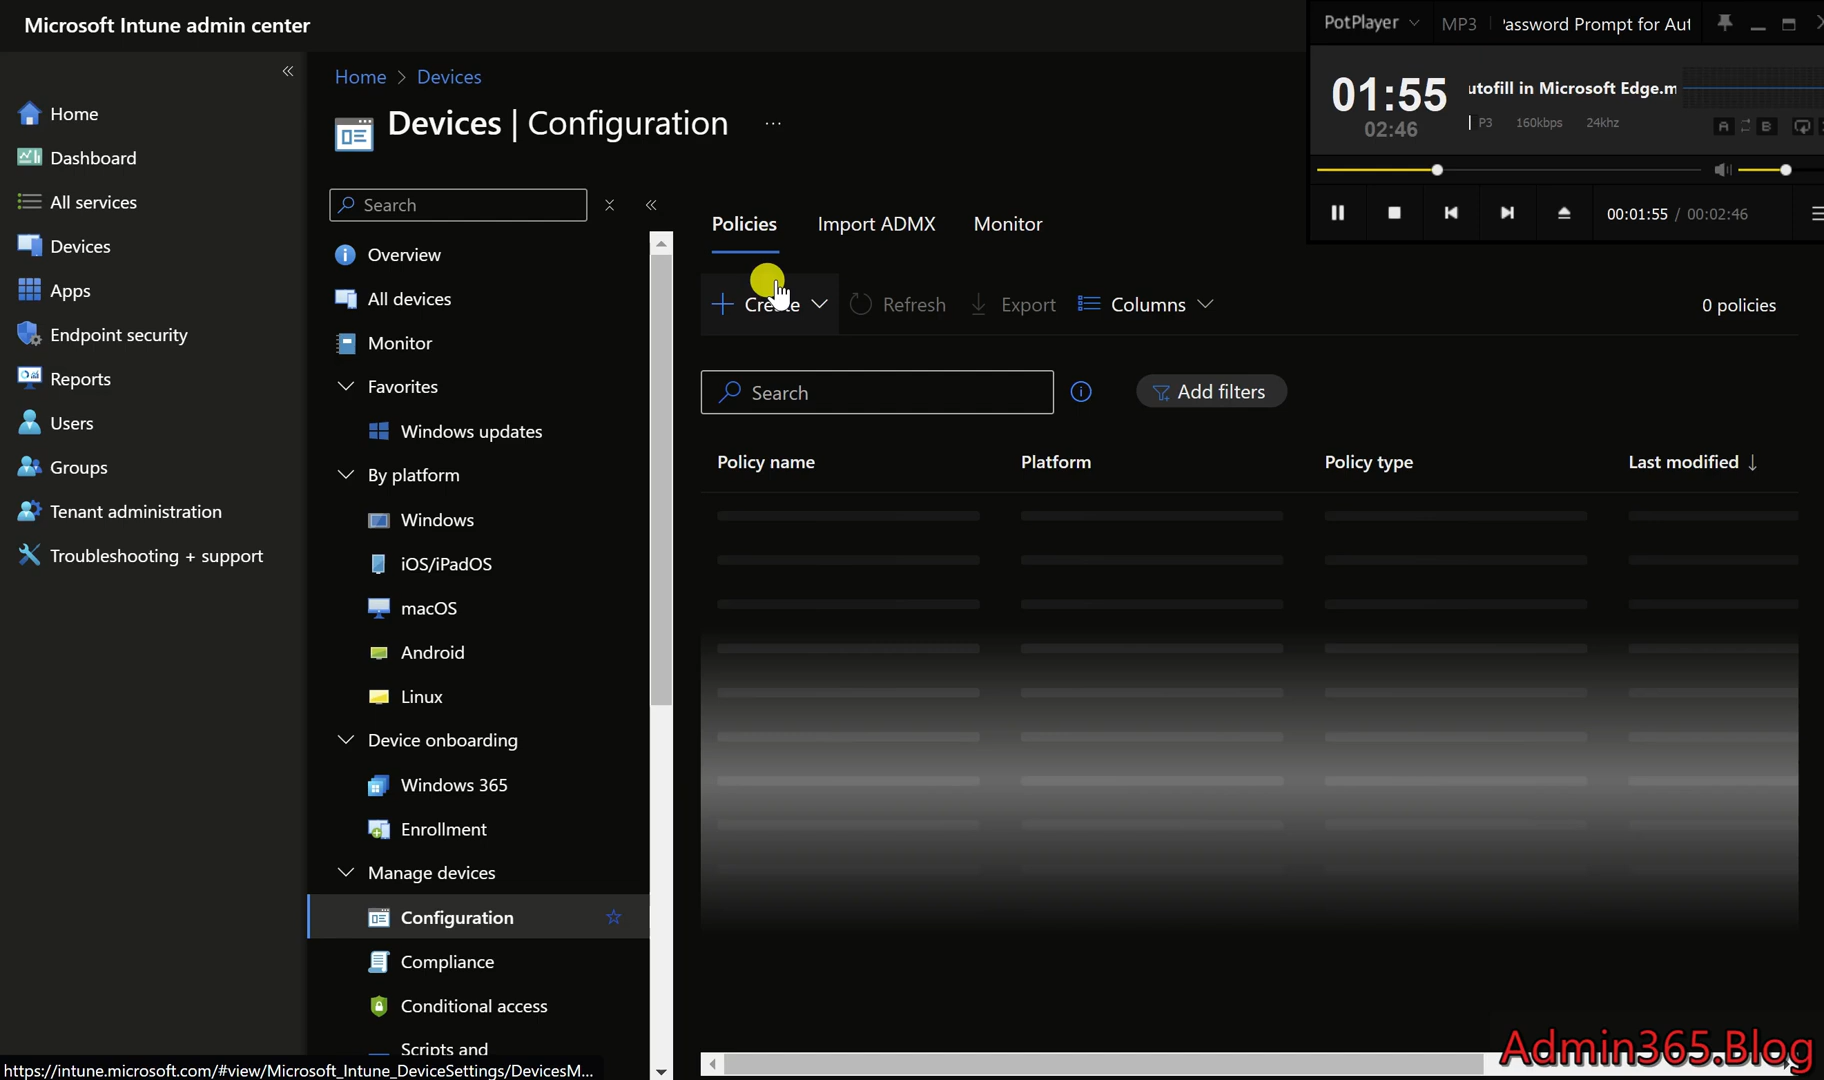 Microsoft Intune admin center
Home
Dashboard
All services
Devices
Apps
Endpoint security
Reports
Users
Groups
Tenant administration
Troubleshooting + support
Home > Devices
Devices | Configuration ...
Search
Overview
All devices
Monitor
Favorites
Windows updates
By platform
Windows
iOS/iPadOS
macOS
Android
Linux
Device onboarding
Windows 365
Enrollment
Manage devices
Configuration
Compliance
Conditional access
Scripts and
https://intune.microsoft.com/#view/Microsoft_Intune_DeviceSettings/DevicesM...
Policies Import ADMX Monitor
Create Refresh Export Columns 0 policies
Search Add filters
Policy name Platform Policy type Last modified
PotPlayer MP3 Password Prompt for Aut
01:55 utofill in Microsoft Edge.m
02:46 P3 160kbps 24khz A B
00:01:55 / 00:02:46
Admin365.Blog